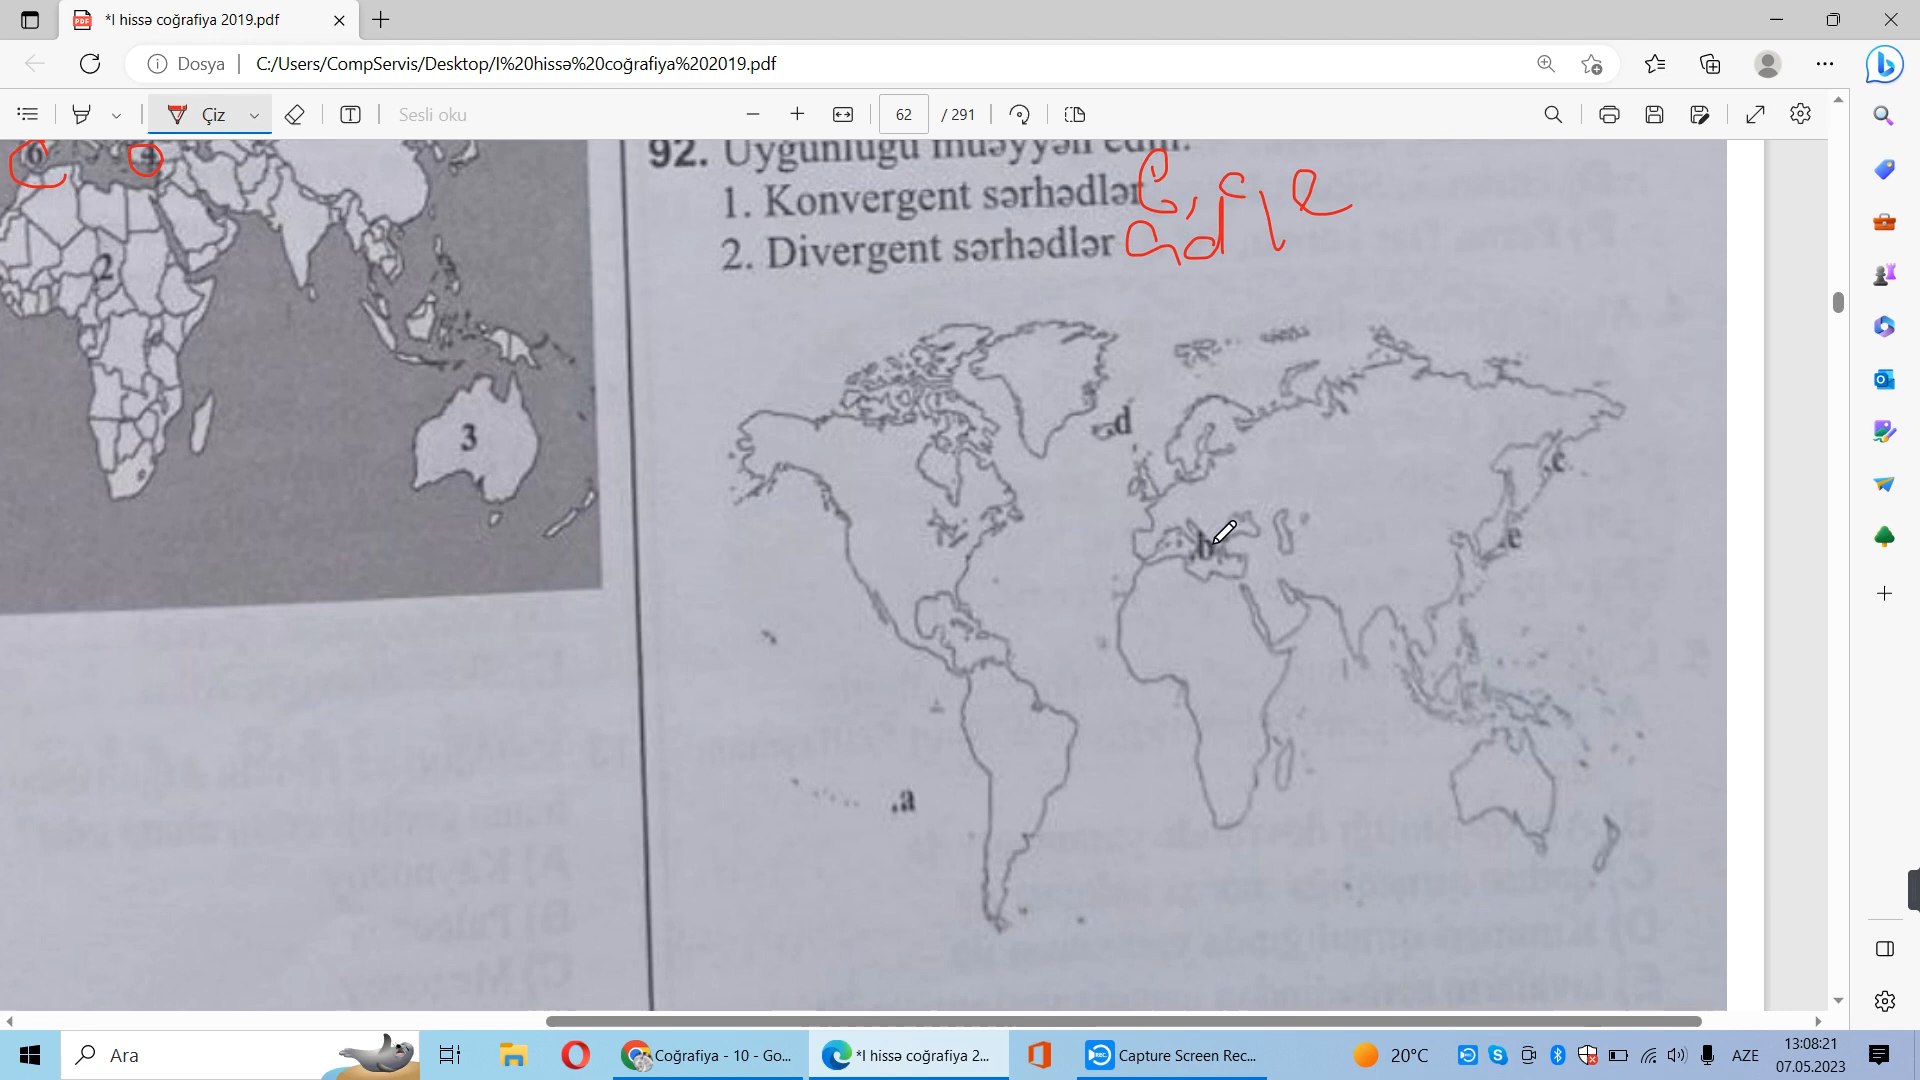 *I hissə coğrafiya 2019.pdf
Dosya
C:/Users/CompServis/Desktop/I%20hissə%20coğrafiya%202019.pdf
Çiz
Sesli oku
62 / 291
6
4
2
3
92. Uyğunluğu müəyyən edin.
1. Konvergent sərhədlər
b, c, e
2. Divergent sərhədlər
a d
d
c
b
e
a
Ara
Coğrafiya - 10 - Go...
*I hissə coğrafiya 2...
Capture Screen Rec...
20°C
AZE
13:08:21
07.05.2023